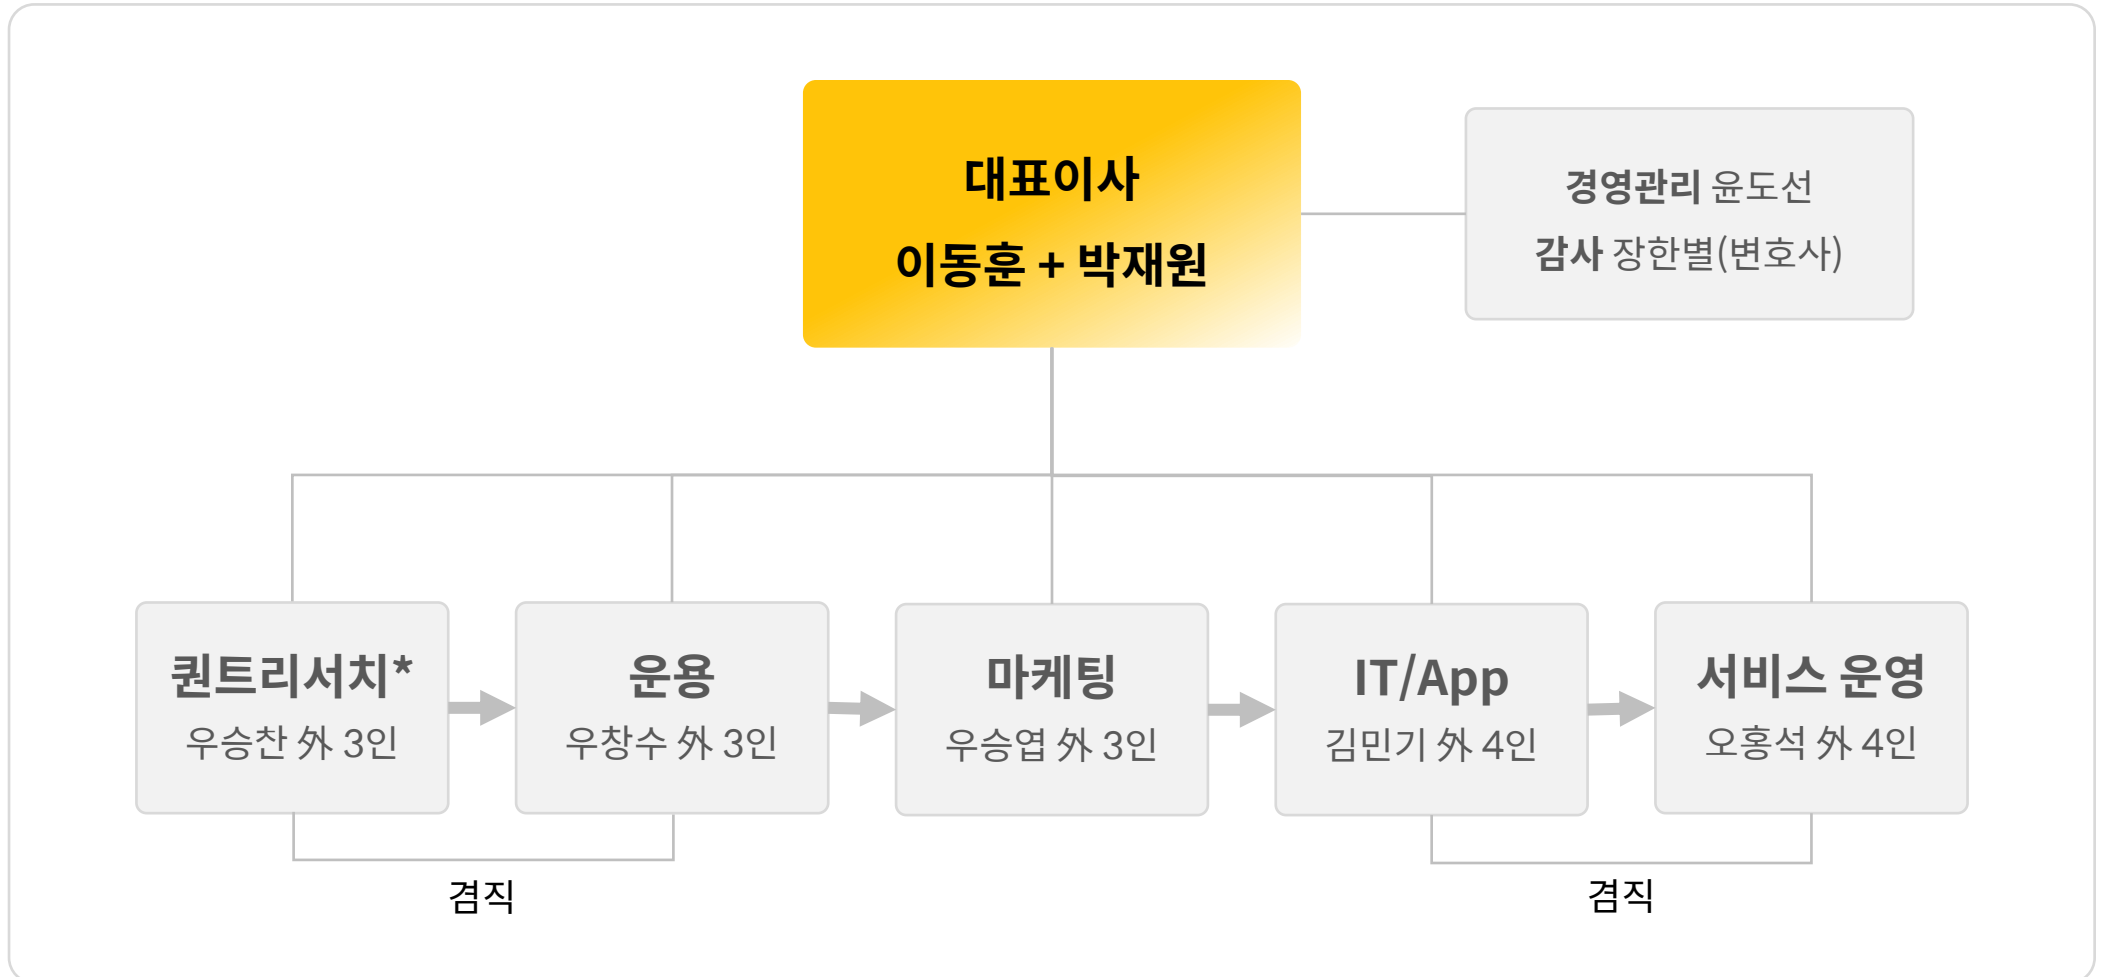 대표이사
이동훈 + 박재원
경영관리 윤도선
감사 장한별(변호사)
퀀트리서치*
우승찬 外 3인
운용
우창수 外 3인
마케팅
우승엽 外 3인
IT/App
김민기 外 4인
서비스 운영
오홍석 外 4인
겸직
겸직